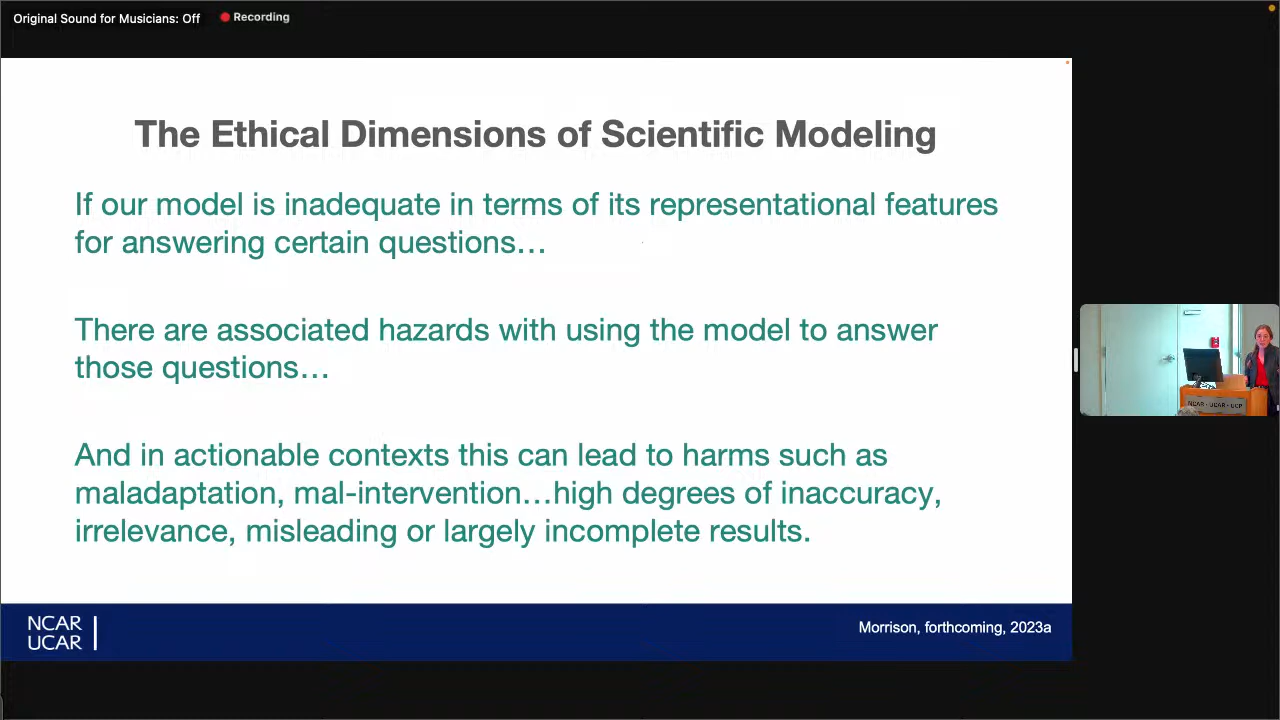 Original Sound for Musicians: Off
Recording
The Ethical Dimensions of Scientific Modeling
If our model is inadequate in terms of its representational features
for answering certain questions…
There are associated hazards with using the model to answer
those questions…
And in actionable contexts this can lead to harms such as
maladaptation, mal-intervention…high degrees of inaccuracy,
irrelevance, misleading or largely incomplete results.
NCAR - UCAR - UCP
NCAR
UCAR
Morrison, forthcoming, 2023a